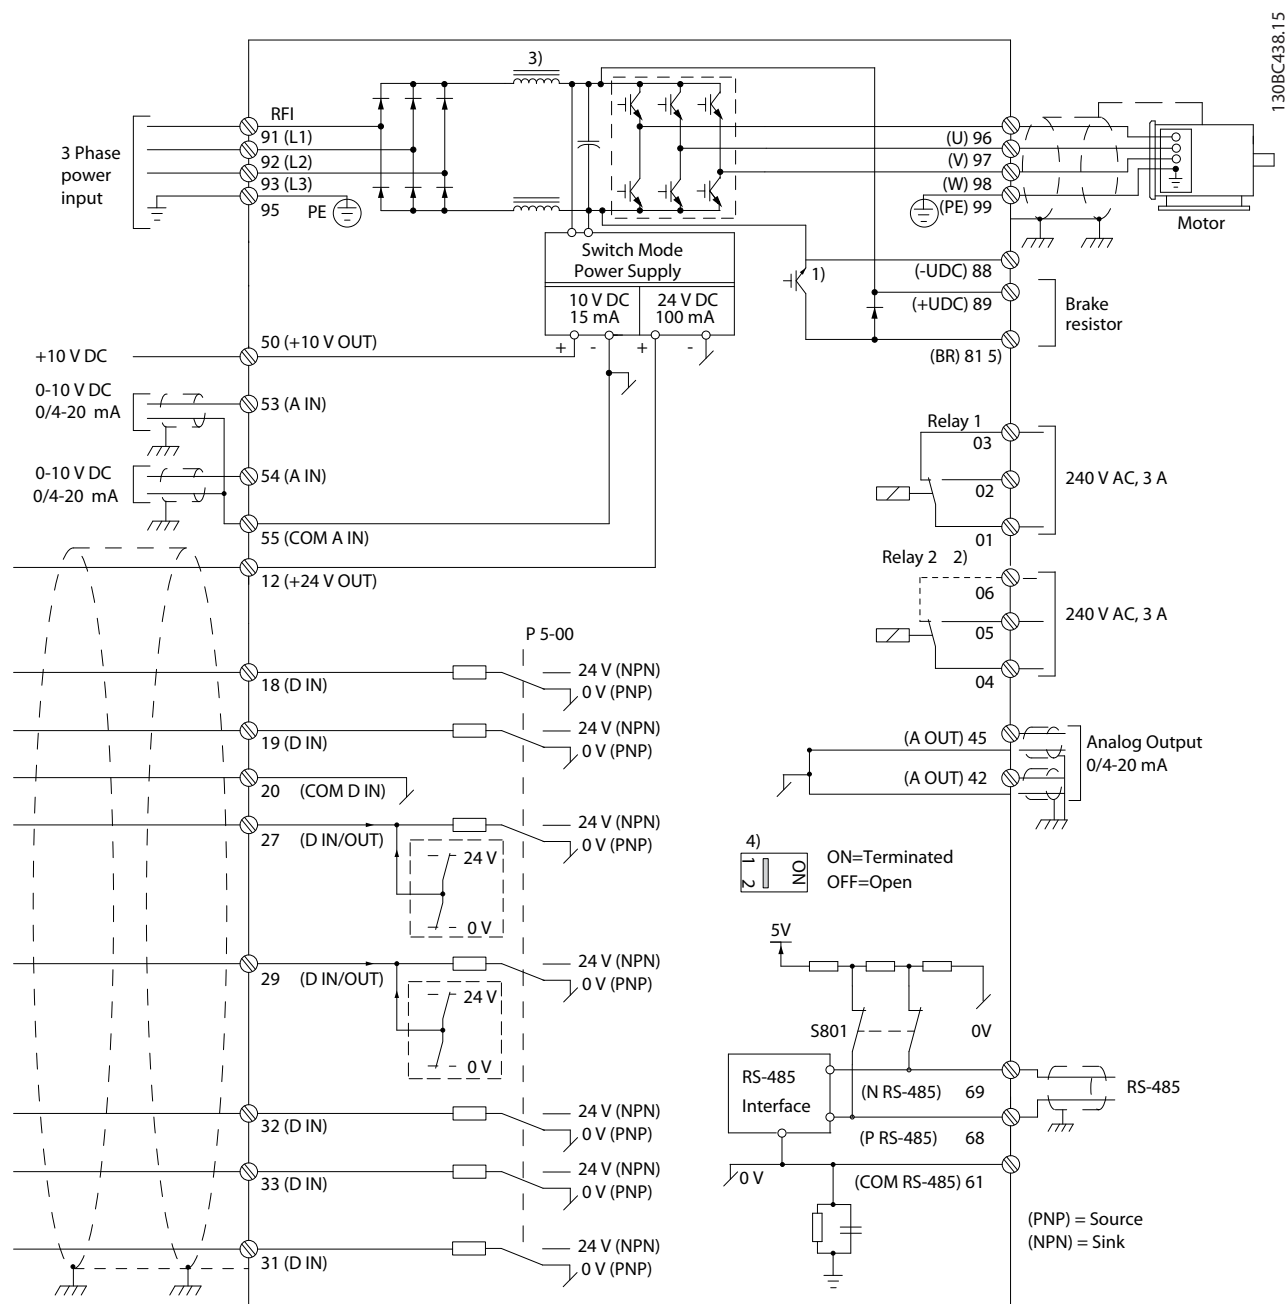 130BC438.15
3)
RFI
91 (L1)
92 (L2)
93 (L3)
95
PE
3 Phase
power
input
(U) 96
(V) 97
(W) 98
(PE) 99
Motor
Switch Mode
Power Supply
10 V DC
15 mA
24 V DC
100 mA
+ - + -
1)
(-UDC) 88
(+UDC) 89
(BR) 81 5)
Brake
resistor
+10 V DC
50 (+10 V OUT)
0-10 V DC
0/4-20 mA
53 (A IN)
0-10 V DC
0/4-20 mA
54 (A IN)
55 (COM A IN)
12 (+24 V OUT)
Relay 1
03
02
01
240 V AC, 3 A
Relay 2 2)
06
05
04
240 V AC, 3 A
P 5-00
18 (D IN)
24 V (NPN)
0 V (PNP)
19 (D IN)
24 V (NPN)
0 V (PNP)
20 (COM D IN)
27 (D IN/OUT)
24 V (NPN)
0 V (PNP)
24 V
0 V
29 (D IN/OUT)
24 V (NPN)
0 V (PNP)
24 V
0 V
32 (D IN)
24 V (NPN)
0 V (PNP)
33 (D IN)
24 V (NPN)
0 V (PNP)
31 (D IN)
24 V (NPN)
0 V (PNP)
(A OUT) 45
(A OUT) 42
Analog Output
0/4-20 mA
4)
1
2
ON
ON=Terminated
OFF=Open
5V
S801
0V
RS-485
Interface
(N RS-485) 69
(P RS-485) 68
RS-485
0 V
(COM RS-485) 61
(PNP) = Source
(NPN) = Sink